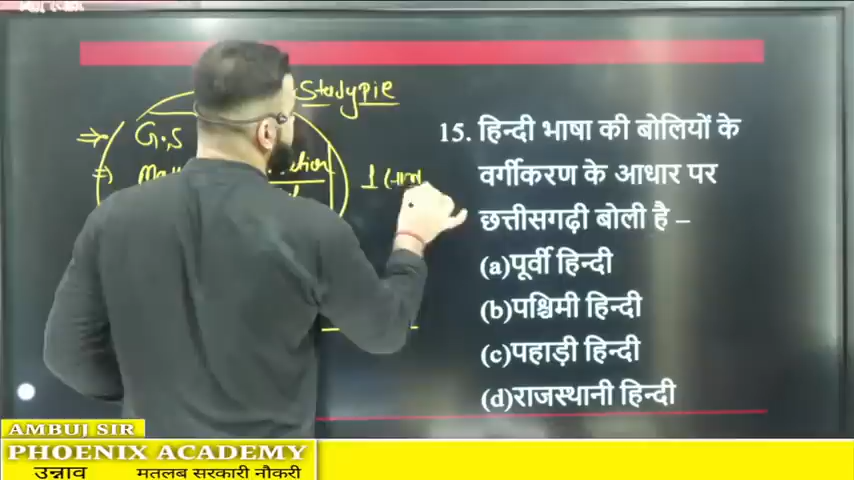 Studypie
G.S
15. हिन्दी भाषा की बोलियों के
वर्गीकरण के आधार पर
छत्तीसगढ़ी बोली है –
(a)पूर्वी हिन्दी
(b)पश्चिमी हिन्दी
(c)पहाड़ी हिन्दी
(d)राजस्थानी हिन्दी
AMBUJ SIR
PHOENIX ACADEMY
उन्नाव मतलब सरकारी नौकरी